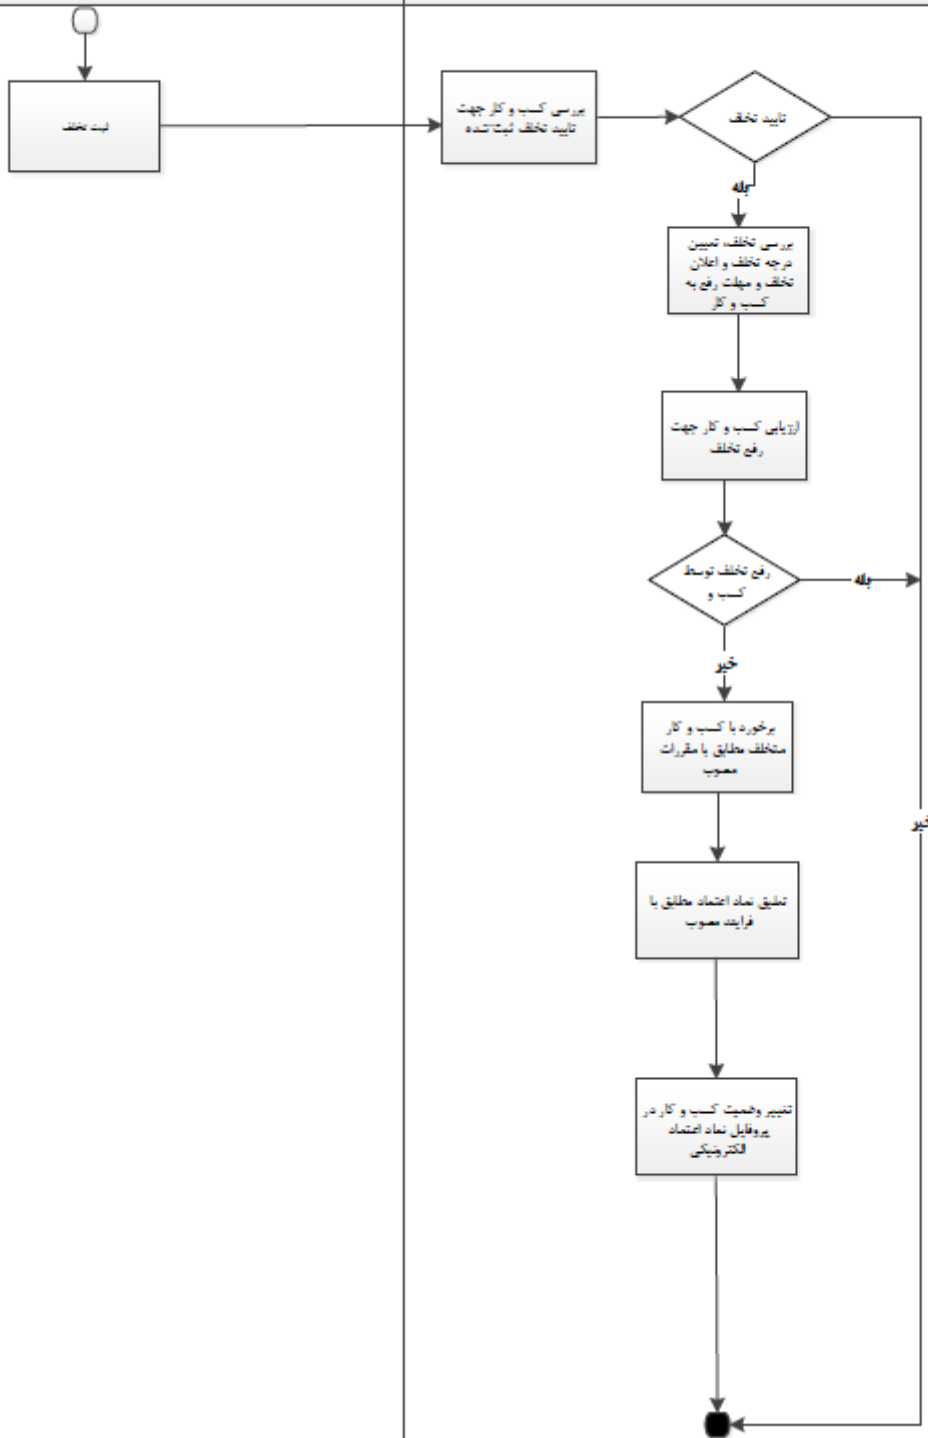 ثبت تخلف
بررسی کسب و کار جهت
تایید تخلف ثبت شده
تایید تخلف
بله
بررسی تخلف، تعیین
درجه تخلف و اعلان
تخلف و مهلت رفع به
کسب و کار
ارزیابی کسب و کار جهت
رفع تخلف
رفع تخلف توسط
کسب و
بله
خیر
برخورد با کسب و کار
متخلف مطابق با مقررات
مصوب
خیر
تعلیق نماد اعتماد مطابق با
فرایند مصوب
تغییر وضعیت کسب و کار در
پروفایل نماد اعتماد
الکترونیکی